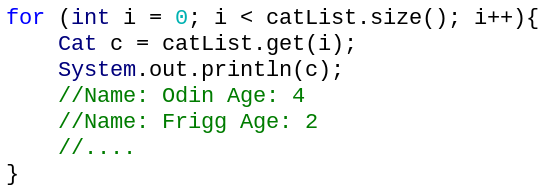 for (int i = 0; i < catList.size(); i++){
    Cat c = catList.get(i);
    System.out.println(c);
    //Name: Odin Age: 4
    //Name: Frigg Age: 2
    //....
}